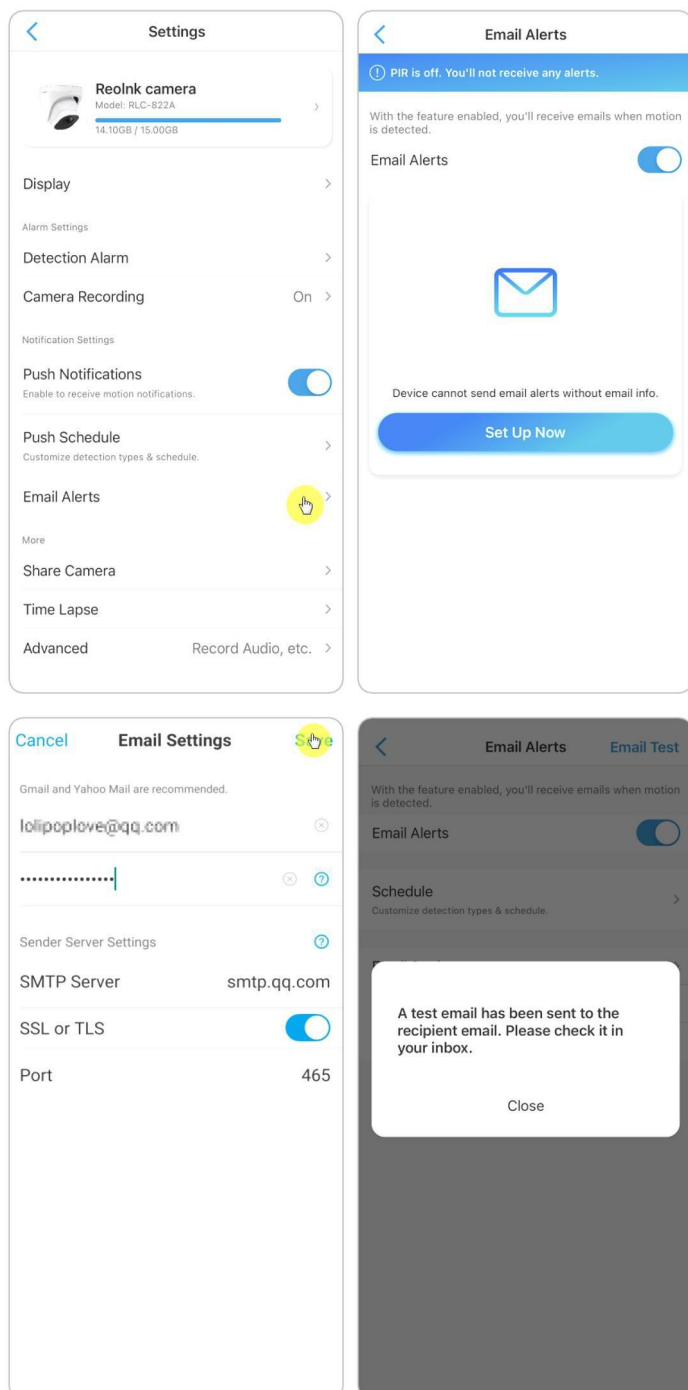 Settings
Reolnk camera
Model: RLC-822A
14.10GB / 15.00GB
Display
Alarm Settings
Detection Alarm
Camera Recording On
Notification Settings
Push Notifications
Enable to receive motion notifications.
Push Schedule
Customize detection types & schedule.
Email Alerts
More
Share Camera
Time Lapse
Advanced Record Audio, etc.
Email Alerts
PIR is off. You'll not receive any alerts.
With the feature enabled, you'll receive emails when motion
is detected.
Email Alerts
Device cannot send email alerts without email info.
Set Up Now
Cancel Email Settings Save
Gmail and Yahoo Mail are recommended.
Sender Server Settings
SMTP Server smtp.qq.com
SSL or TLS
Port 465
Email Alerts Email Test
With the feature enabled, you'll receive emails when motion
is detected.
Email Alerts
Schedule
Customize detection types & schedule.
A test email has been sent to the
recipient email. Please check it in
your inbox.
Close